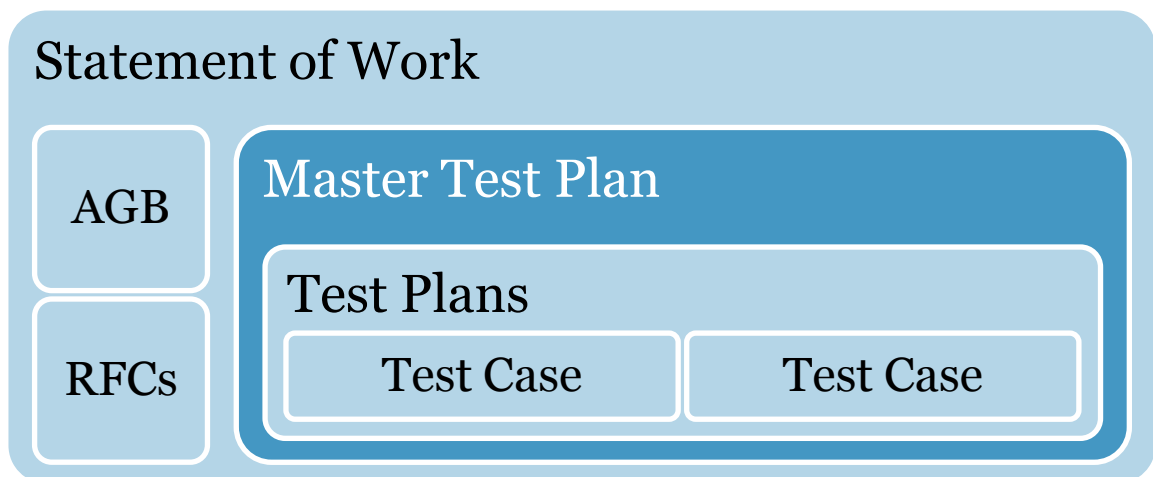 Statement of Work
AGB
RFCs
Master Test Plan
Test Plans
Test Case
Test Case